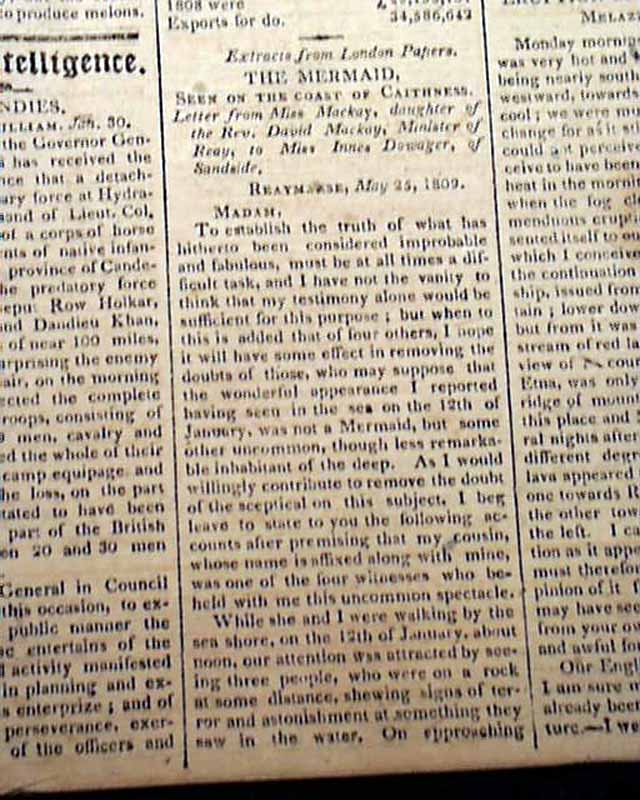 to produce melons.
ntelligence.
NDIES.
ILLIAM, Jan. 30.
the Governor Gen-
s has received the
nce that a detach-
ary force at Hydra-
mand of Lieut. Col.
of a corps of horse
ents of native infan-
province of Cande-
he predatory force
eput Row Holkar,
and Daudieu Khan,
of near 100 miles,
urprising the enemy
air, on the morning
ected the complete
roops, consisting of
men, cavalry and
ed the whole of their
camp equipage and
he loss, on the part
tated to have been
part of the British
en 20 and 30 men
General in Council
this occasion, to ex-
public manner the
he entertains of the
d activity manifested
in planning and ex-
s enterprize; and of
perseverance, exer-
of the officers and
1808 were
Exports for do. 34,586,642
Extracts from London Papers.
THE MERMAID,
SEEN ON THE COAST OF CAITHNESS.
Letter from Miss Mackay, daughter of
the Rev. David Mackay, Minister of
Reay, to Miss Innes Dowager, of
Sandside.
REAYMANSE, May 25, 1809.
MADAM,
To establish the truth of what has
hitherto been considered improbable
and fabulous, must be at all times a dif-
ficult task, and I have not the vanity to
think that my testimony alone would be
sufficient for this purpose; but when to
this is added that of four others, I hope
it will have some effect in removing the
doubts of those, who may suppose that
the wonderful appearance I reported
having seen in the sea on the 12th of
January, was not a Mermaid, but some
other uncommon, though less remarka-
ble inhabitant of the deep. As I would
willingly contribute to remove the doubt
of the sceptical on this subject, I beg
leave to state to you the following ac-
counts after premising that my cousin,
whose name is affixed along with mine,
was one of the four witnesses who be-
held with me this uncommon spectacle.
While she and I were walking by the
sea shore, on the 12th of January, about
noon, our attention was attracted by see-
ing three people, who were on a rock
at some distance, shewing signs of ter-
ror and astonishment at something they
saw in the water. On approaching
MELAZ
Monday mornin
was very hot and
being nearly south
westward, towards
cool; we were mu
change for as it s
could not perceive
ceive to have been
heat in the mornin
when the fog cl
mendous erupti
sented itself to ou
which I conceive
the continuation
ship, issued from
tain; lower dow
but from it was
stream of red la
view of cou
Etna, was only
ridge of moun
this place and
ral nights after
different degre
lava appeared
one towards R
the other tow
the left. I ca
tion as it app
must therefor
pinion of it
may have see
from your ow
and awful fo
Our Engl
I am sure
already been
ture.—I we